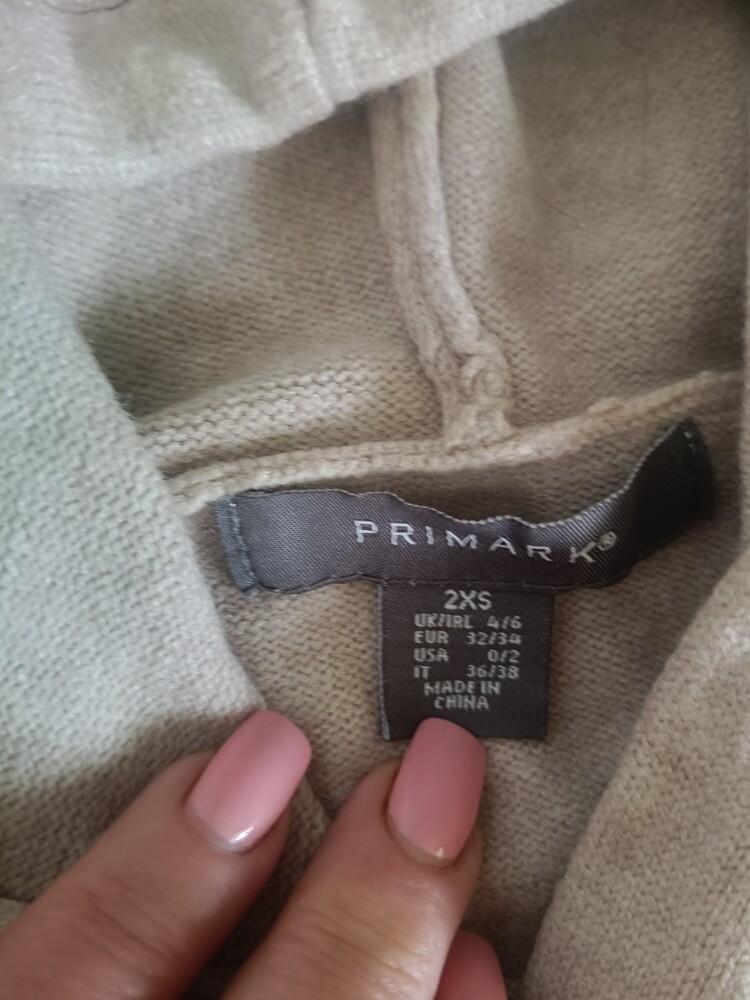 PRIMARK®
2XS
UK/IRL 4/6
EUR 32/34
USA 0/2
IT 36/38
MADE IN
CHINA